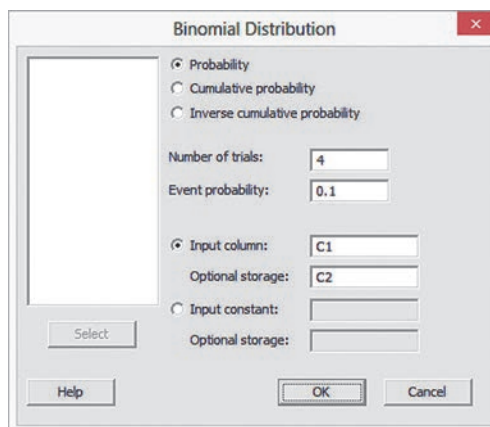 Binomial Distribution
×
Probability
Cumulative probability
Inverse cumulative probability
Number of trials: 4
Event probability: 0.1
Input column: C1
Optional storage: C2
Input constant:
Optional storage:
Select
Help OK Cancel